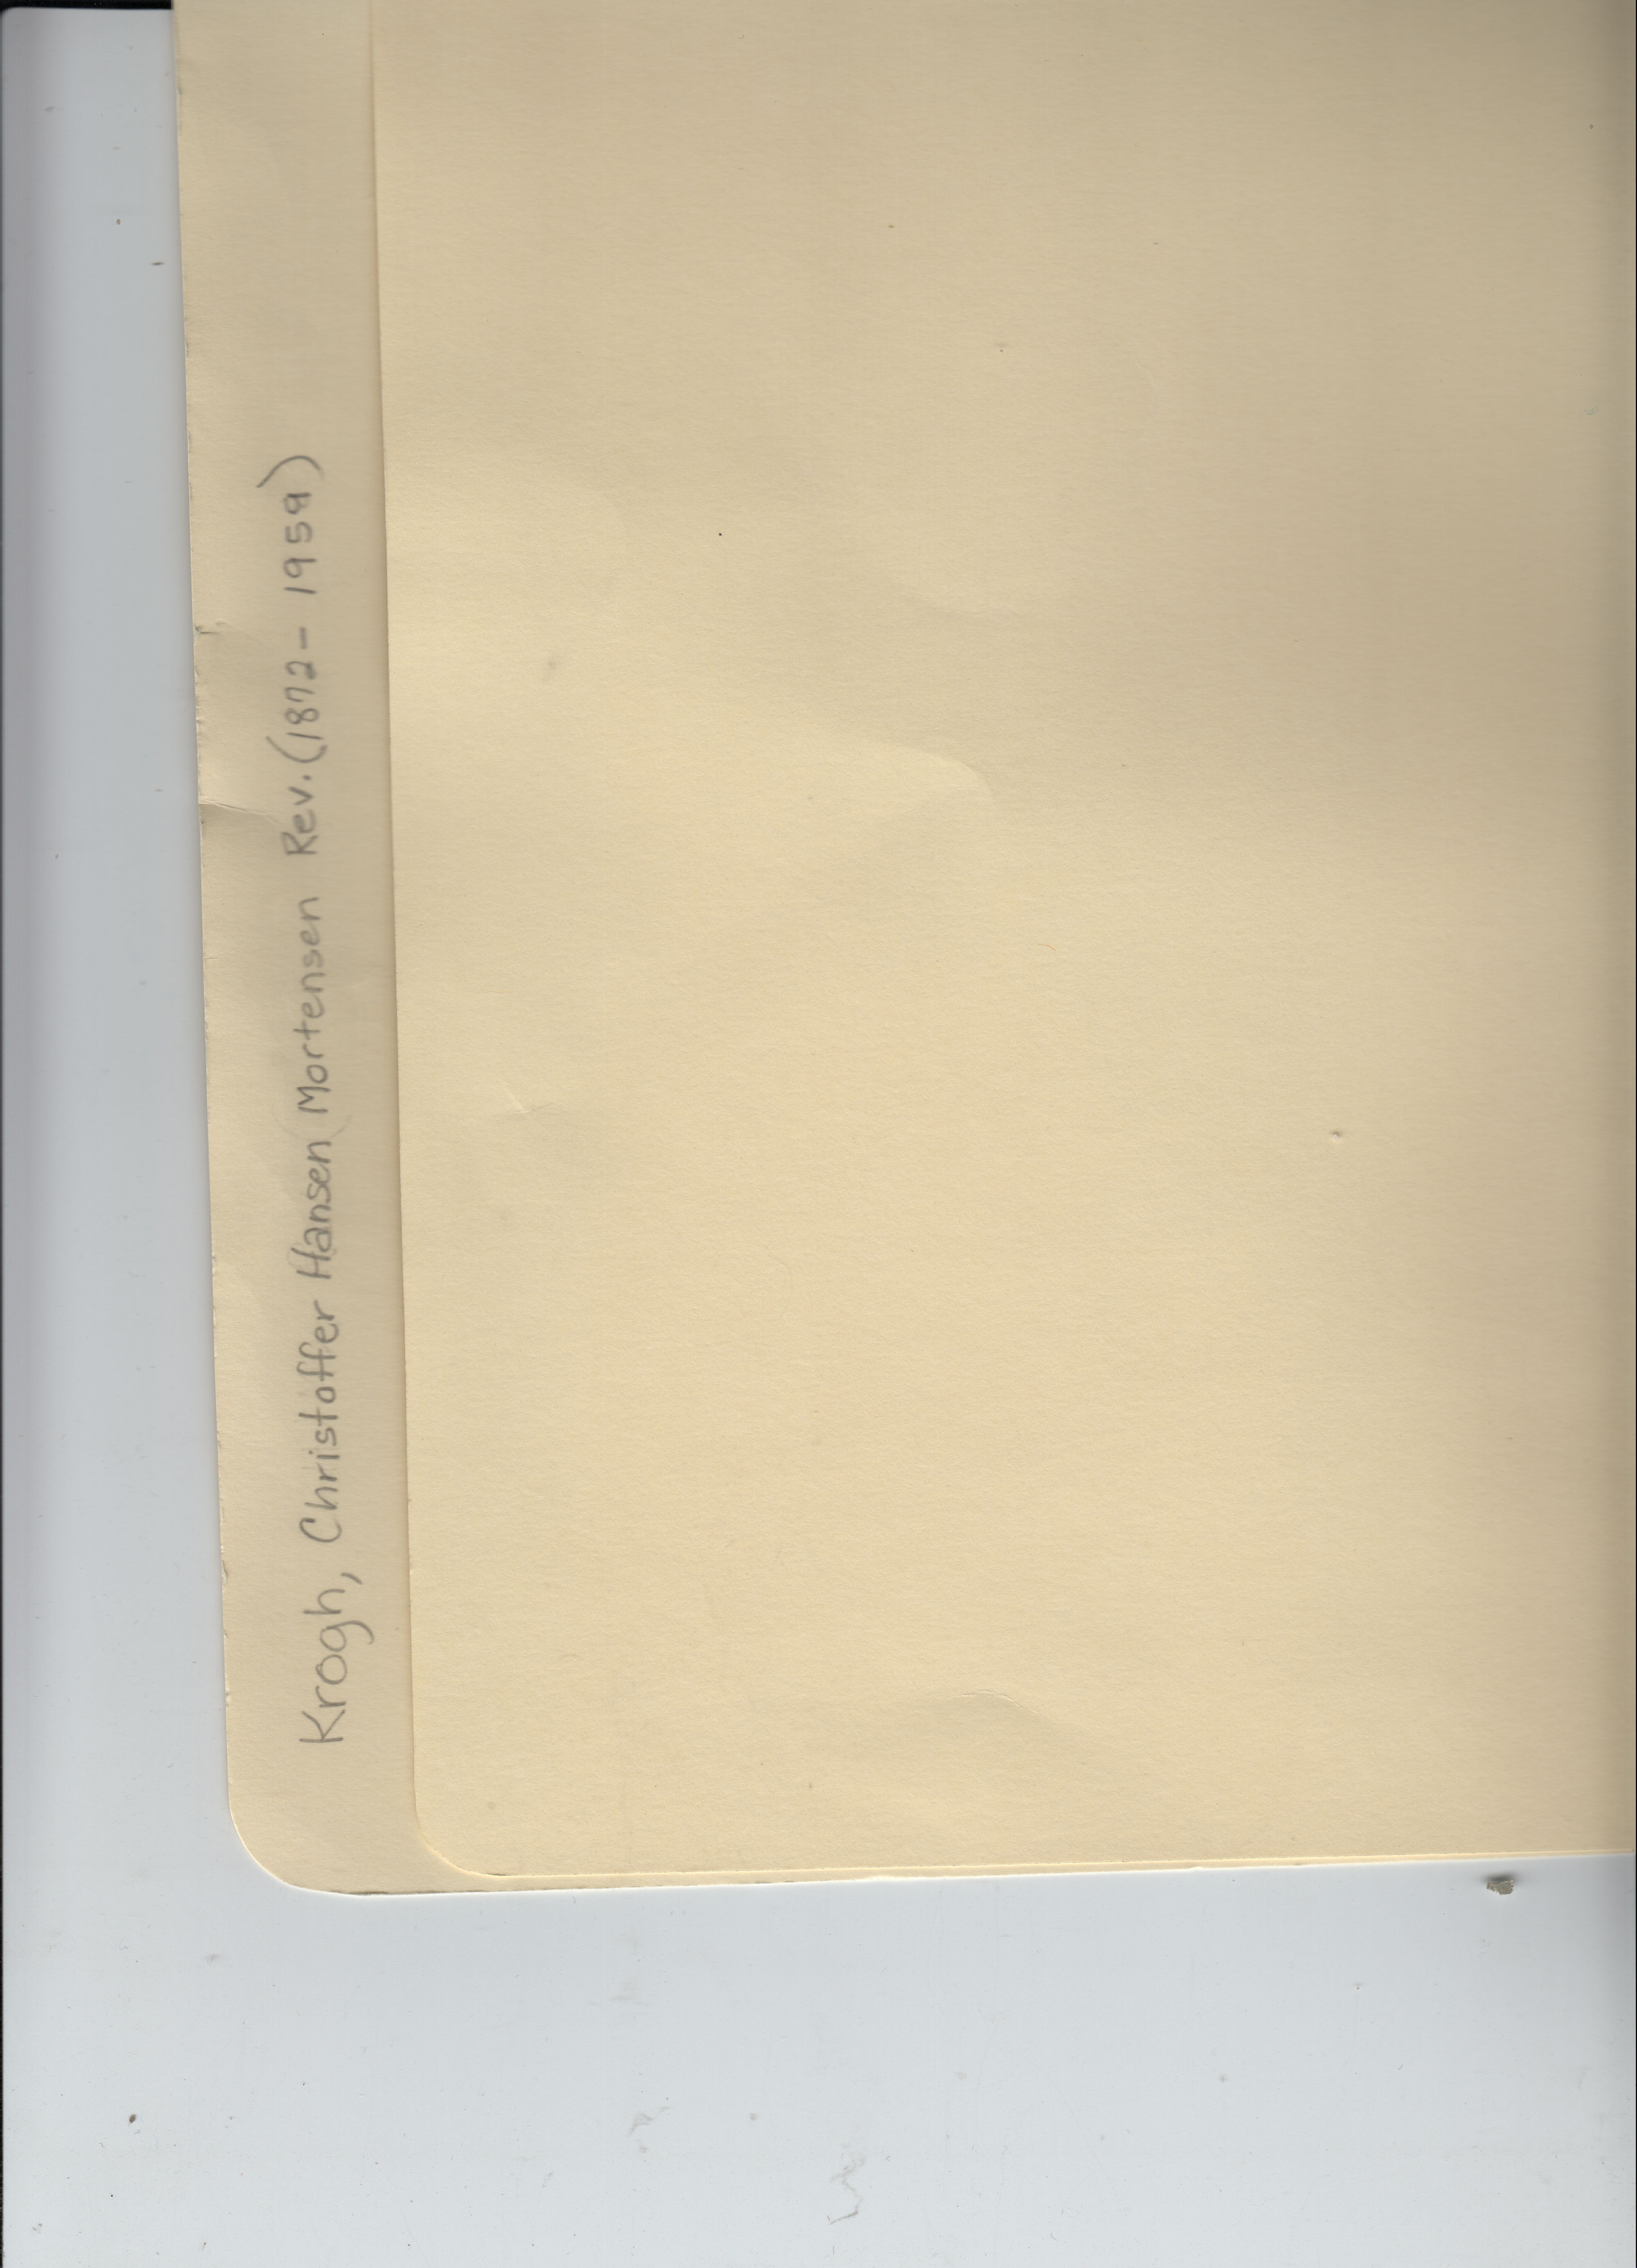 Krogh, Christoffer Hansen Mortensen Rev. (1872 - 1959)